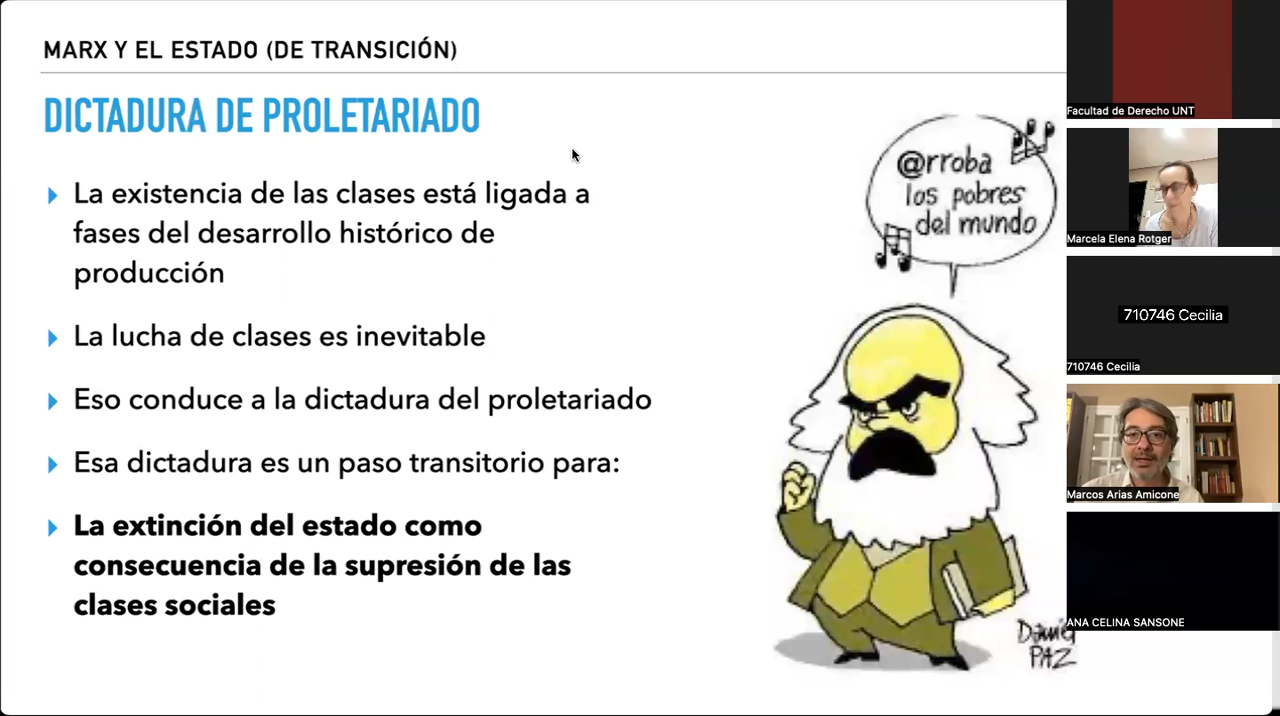 MARX Y EL ESTADO (DE TRANSICIÓN)
DICTADURA DE PROLETARIADO
La existencia de las clases está ligada a
fases del desarrollo histórico de
producción
La lucha de clases es inevitable
Eso conduce a la dictadura del proletariado
Esa dictadura es un paso transitorio para:
La extinción del estado como
consecuencia de la supresión de las
clases sociales
@rroba
los pobres
del mundo
Daniel
PAZ
Facultad de Derecho UNT
Marcela Elena Rotger
710746 Cecilia
710746 Cecilia
Marcos Arias Amicone
ANA CELINA SANSONE